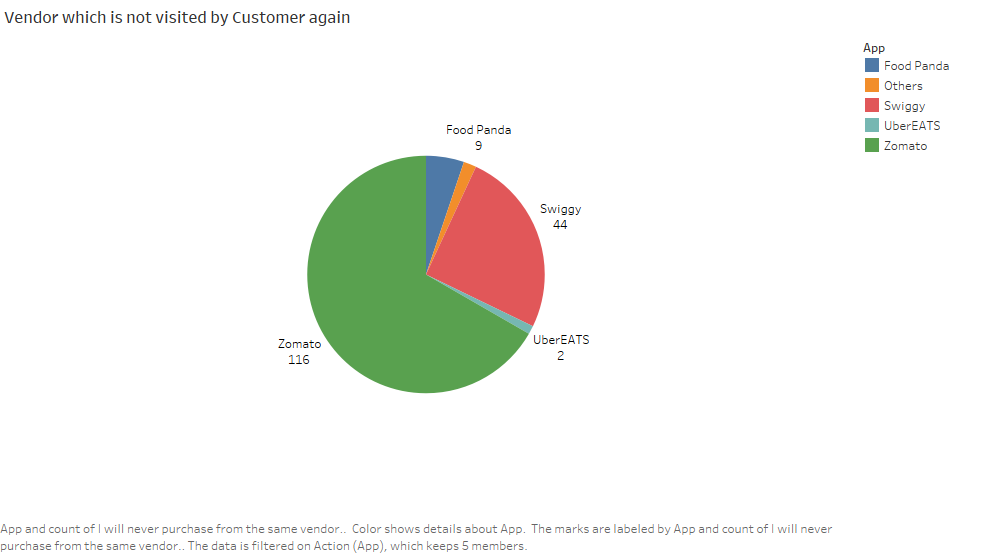 Vendor which is not visited by Customer again
App
Food Panda
Others
Swiggy
UberEATS
Zomato
Food Panda
9
Swiggy
44
UberEATS
2
Zomato
116
App and count of I will never purchase from the same vendor..  Color shows details about App.  The marks are labeled by App and count of I will never
purchase from the same vendor.. The data is filtered on Action (App), which keeps 5 members.